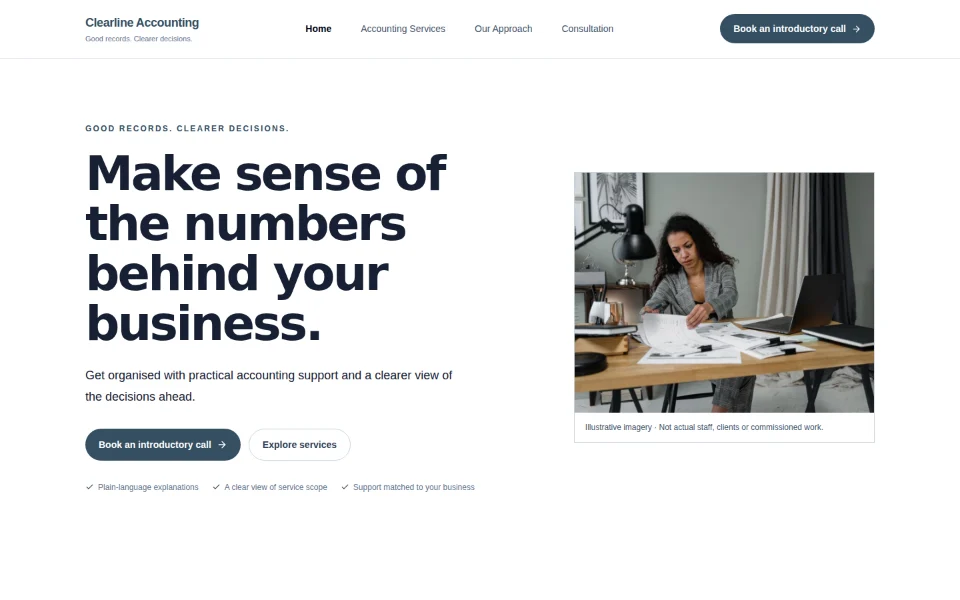 Clearline Accounting
Good records. Clearer decisions.
Home
Accounting Services
Our Approach
Consultation
Book an introductory call →
GOOD RECORDS. CLEARER DECISIONS.
Make sense of
the numbers
behind your
business.
Get organised with practical accounting support and a clearer view of
the decisions ahead.
Book an introductory call →
Explore services
✓ Plain-language explanations
✓ A clear view of service scope
✓ Support matched to your business
Illustrative imagery · Not actual staff, clients or commissioned work.